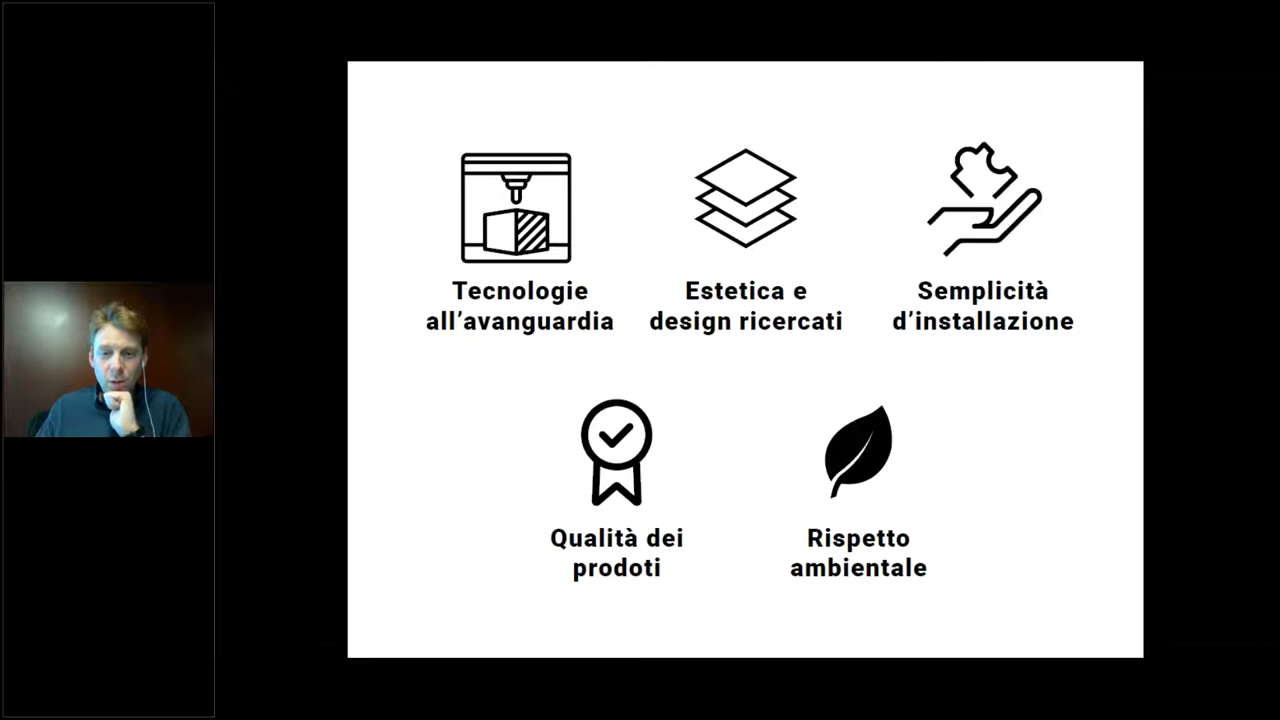 Tecnologie
all’avanguardia
Estetica e
design ricercati
Semplicità
d’installazione
Qualità dei
prodoti
Rispetto
ambientale